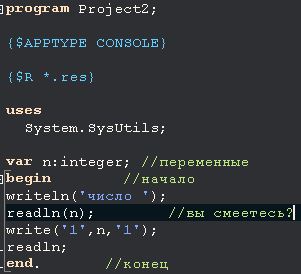 program Project2;
{$APPTYPE CONSOLE}
{$R *.res}
uses
System.SysUtils;
var n:integer; //переменные
begin //начало
writeln('число ');
readln(n); //вы смеетесь?
write('1',n,'1');
readln;
end. //конец